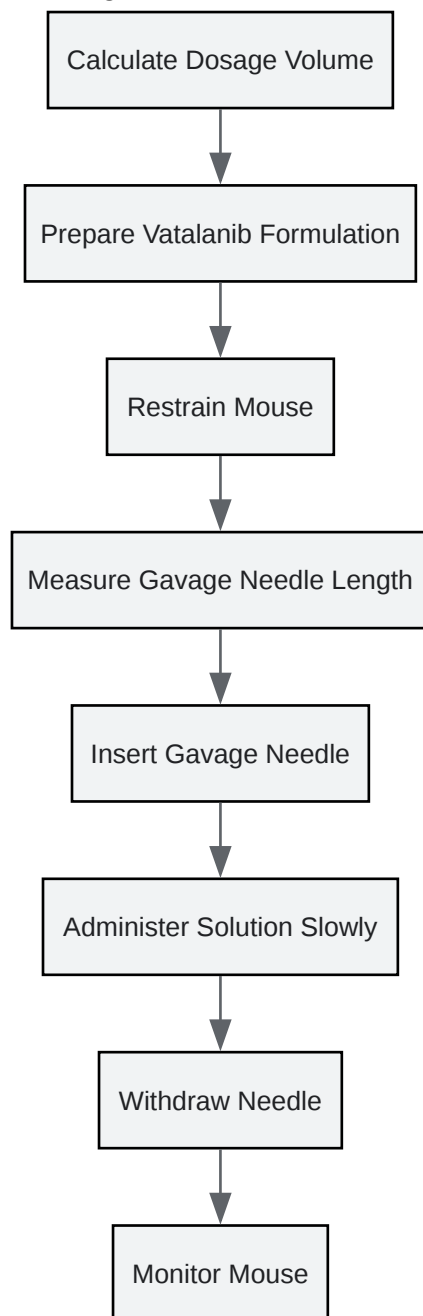 Calculate Dosage Volume
Prepare Vatalanib Formulation
Restrain Mouse
Measure Gavage Needle Length
Insert Gavage Needle
Administer Solution Slowly
Withdraw Needle
Monitor Mouse